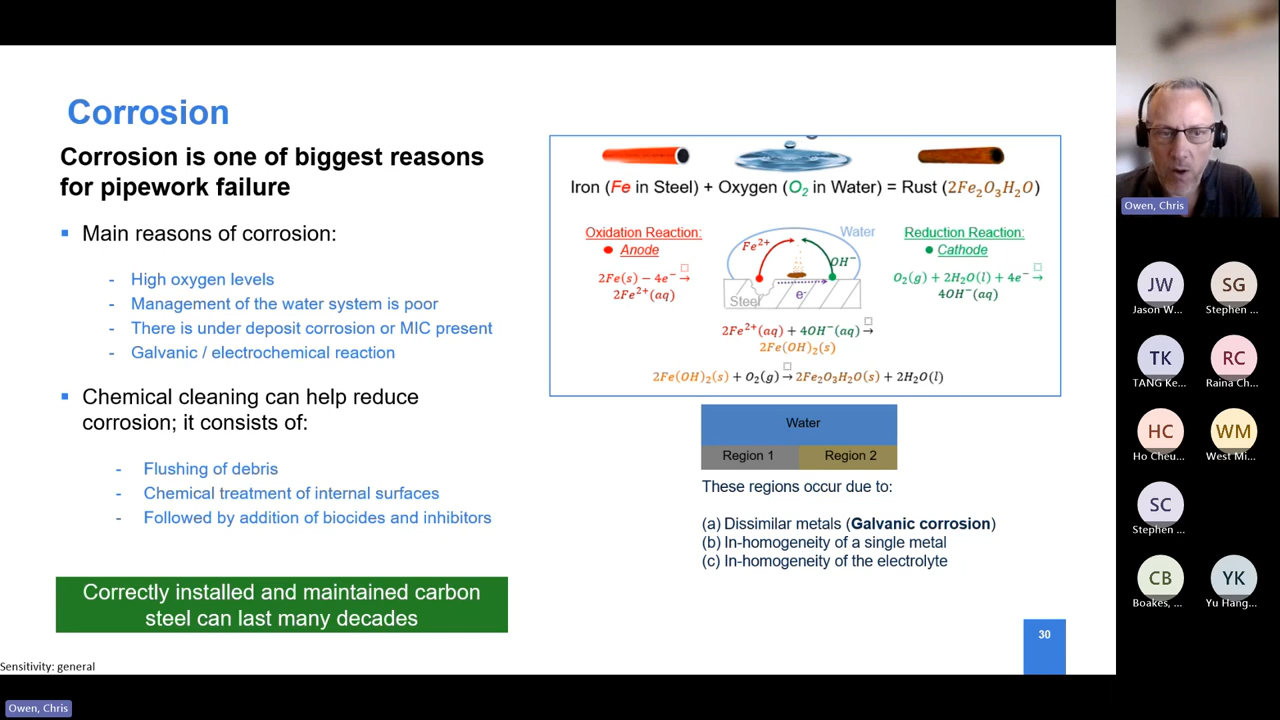 Corrosion
Corrosion is one of biggest reasons
for pipework failure
▪ Main reasons of corrosion:
- High oxygen levels
- Management of the water system is poor
- There is under deposit corrosion or MIC present
- Galvanic / electrochemical reaction
▪ Chemical cleaning can help reduce
corrosion; it consists of:
- Flushing of debris
- Chemical treatment of internal surfaces
- Followed by addition of biocides and inhibitors
Correctly installed and maintained carbon
steel can last many decades
Sensitivity: general
Iron (Fe in Steel) + Oxygen (O₂ in Water) = Rust (2Fe₂O₃H₂O)
Oxidation Reaction:
Anode
2Fe(s) − 4e⁻ →
2Fe²⁺(aq)
Water
Fe²⁺
OH⁻
Steel
e⁻
Reduction Reaction:
Cathode
O₂(g) + 2H₂O(l) + 4e⁻ →
4OH⁻(aq)
2Fe²⁺(aq) + 4OH⁻(aq) →
2Fe(OH)₂(s)
2Fe(OH)₂(s) + O₂(g) → 2Fe₂O₃H₂O(s) + 2H₂O(l)
Water
Region 1
Region 2
These regions occur due to:
(a) Dissimilar metals (Galvanic corrosion)
(b) In-homogeneity of a single metal
(c) In-homogeneity of the electrolyte
30
Owen, Chris
JW
Jason W...
SG
Stephen ...
TK
TANG Ke...
RC
Raina Ch...
HC
Ho Cheu...
WM
West Mi...
SC
Stephen ...
CB
Boakes, ...
YK
Yu Hang...
Owen, Chris